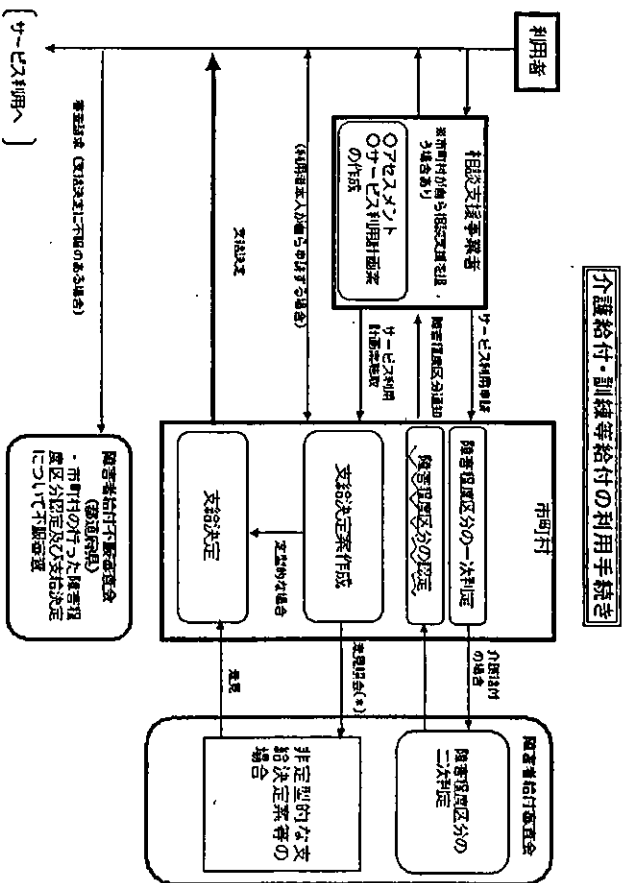 介護給付・訓練等給付の利用手続き
利用者
相談支援事業者
※市町村が自ら相談支援を担
う場合あり
○アセスメント
○サービス利用計画案
の作成
サービス利用申請
障害程度区分通知
サービス利用
計画案聴取
(利用者本人が自ら申請する場合)
支給決定
審査請求(支給決定に不服のある場合)
(サービス利用へ)
市町村
障害程度区分の一次判定
障害程度区分の認定
支給決定案作成
定型的な場合
支給決定
介護給付
の場合
意見照会(*)
意見
障害者給付審査会
障害程度区分の
二次判定
非定型的な支
給決定案等の
場合
障害者給付不服審査会
(都道府県)
・市町村の行った障害程
度区分認定及び支給決定
について不服審査